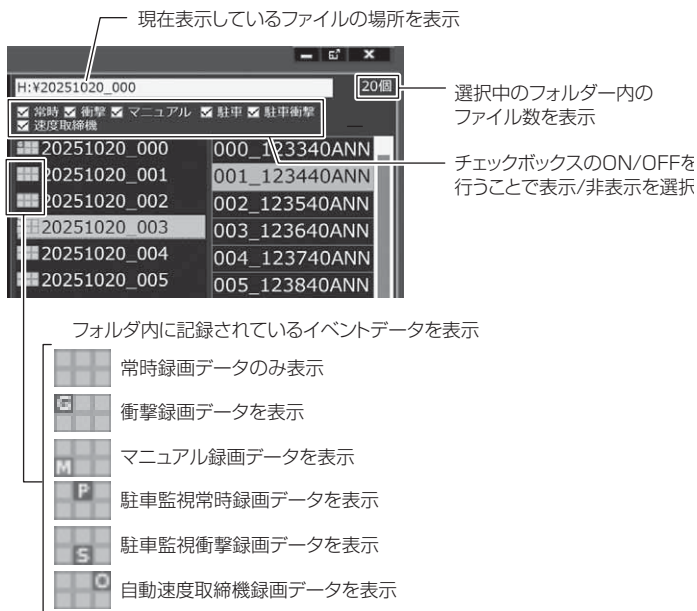 現在表示しているファイルの場所を表示
H:¥20251020_000
20個
選択中のフォルダー内の
ファイル数を表示
常時 衝撃 マニュアル 駐車 駐車衝撃
速度取締機
チェックボックスのON/OFFを
行うことで表示/非表示を選択
20251020_000 000_123340ANN
20251020_001 001_123440ANN
20251020_002 002_123540ANN
20251020_003 003_123640ANN
20251020_004 004_123740ANN
20251020_005 005_123840ANN
フォルダ内に記録されているイベントデータを表示
常時録画データのみ表示
G 衝撃録画データを表示
M マニュアル録画データを表示
P 駐車監視常時録画データを表示
S 駐車監視衝撃録画データを表示
O 自動速度取締機録画データを表示